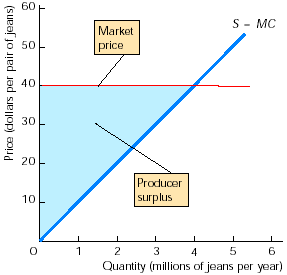 Price (dollars per pair of jeans)
60
50
40
30
20
10
0
S – MC
Market
price
Producer
surplus
1
2
3
4
5
6
Quantity (millions of jeans per year)